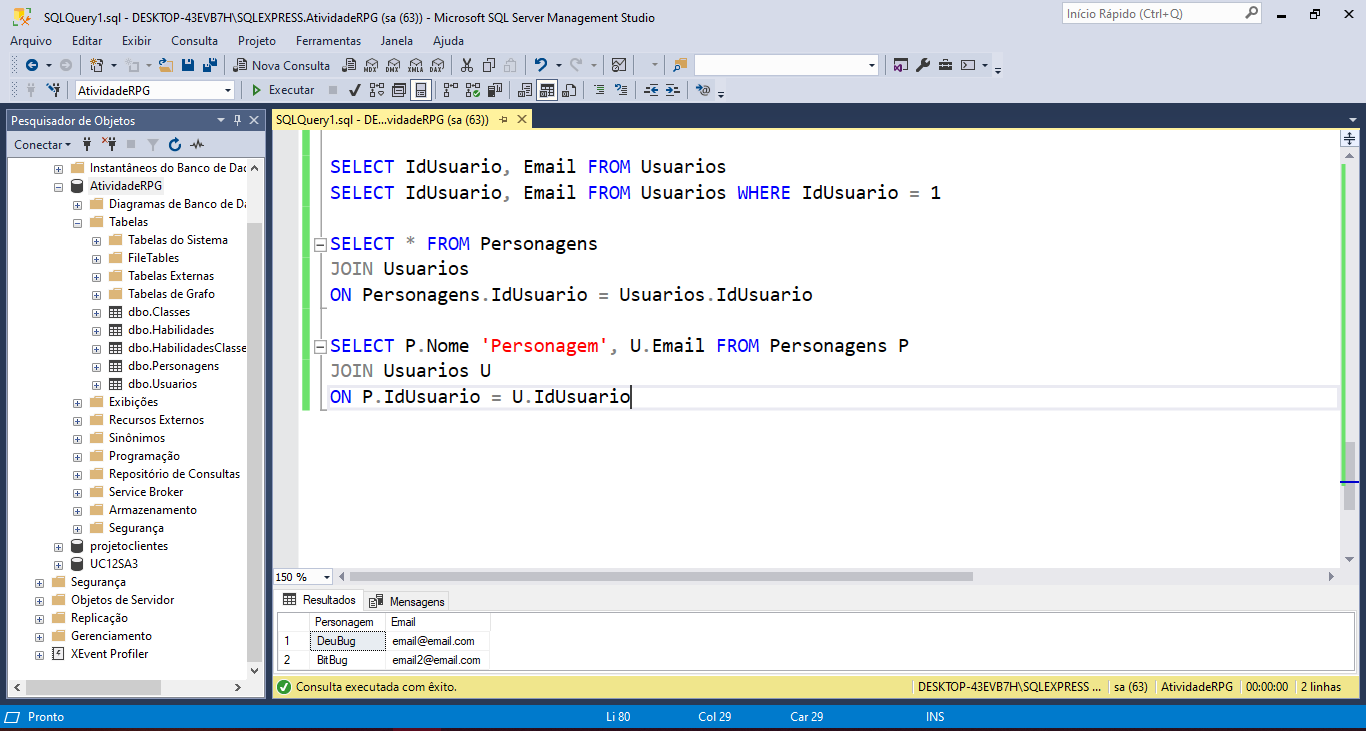 SQLQuery1.sql - DESKTOP-43EVB7H\SQLEXPRESS.AtividadeRPG (sa (63)) - Microsoft SQL Server Management Studio
Início Rápido (Ctrl+Q)
Arquivo Editar Exibir Consulta Projeto Ferramentas Janela Ajuda
Nova Consulta MDX DMX XMLA DAX
AtividadeRPG Executar
Pesquisador de Objetos
Conectar
Instantâneos do Banco de Dad
AtividadeRPG
Diagramas de Banco de Da
Tabelas
Tabelas do Sistema
FileTables
Tabelas Externas
Tabelas de Grafo
dbo.Classes
dbo.Habilidades
dbo.HabilidadesClasse
dbo.Personagens
dbo.Usuarios
Exibições
Recursos Externos
Sinônimos
Programação
Repositório de Consultas
Service Broker
Armazenamento
Segurança
projetoclientes
UC12SA3
Segurança
Objetos de Servidor
Replicação
Gerenciamento
XEvent Profiler
SQLQuery1.sql - DE...vidadeRPG (sa (63))
SELECT IdUsuario, Email FROM Usuarios
SELECT IdUsuario, Email FROM Usuarios WHERE IdUsuario = 1
SELECT * FROM Personagens
JOIN Usuarios
ON Personagens.IdUsuario = Usuarios.IdUsuario
SELECT P.Nome 'Personagem', U.Email FROM Personagens P
JOIN Usuarios U
ON P.IdUsuario = U.IdUsuario
150 %
Resultados Mensagens
Personagem Email
1 DeuBug email@email.com
2 BitBug email2@email.com
Consulta executada com êxito. DESKTOP-43EVB7H\SQLEXPRESS ... sa (63) AtividadeRPG 00:00:00 2 linhas
Pronto Li 80 Col 29 Car 29 INS